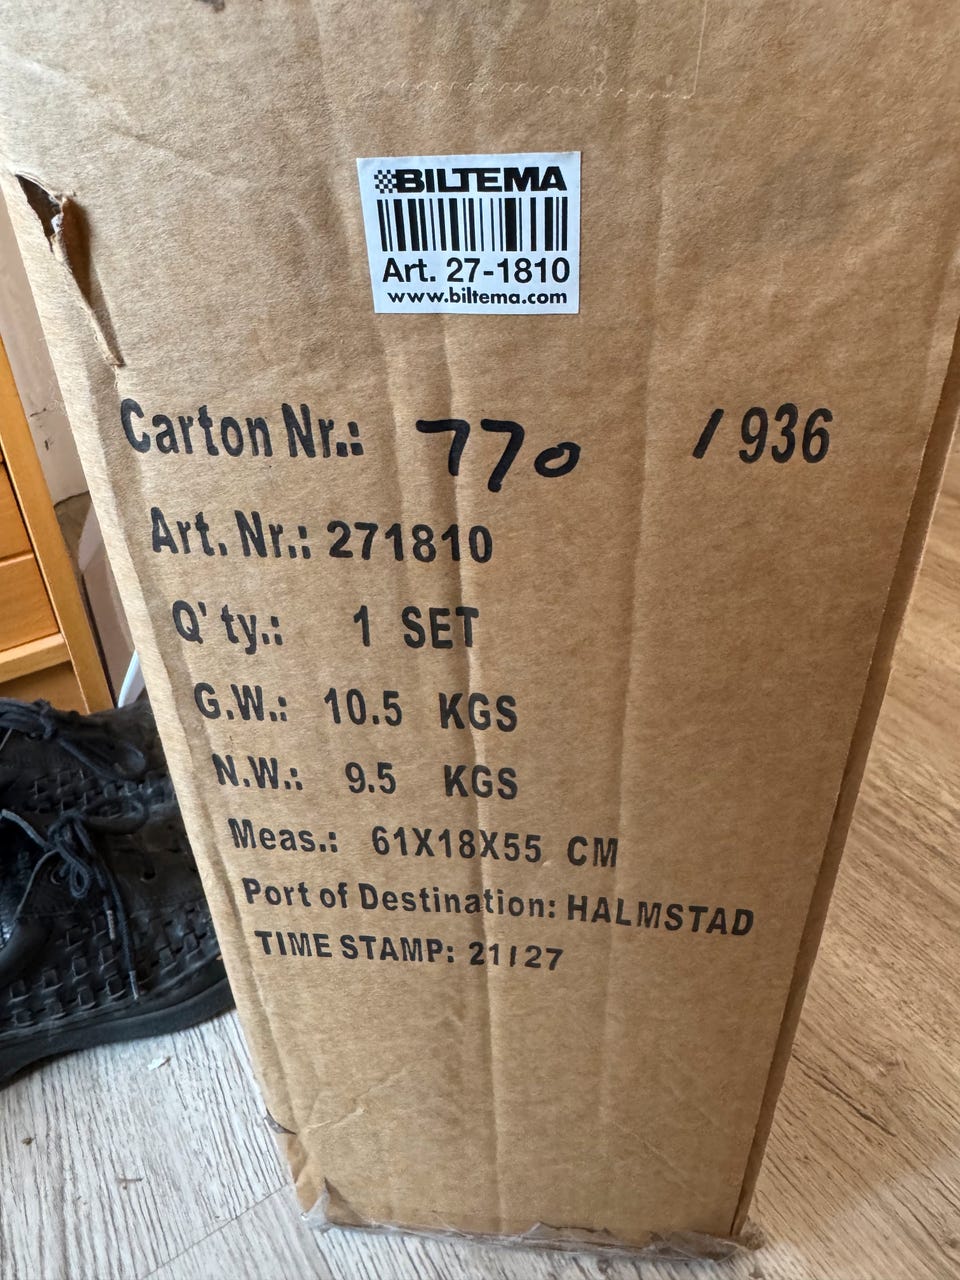 BILTEMA
Art. 27-1810
www.biltema.com
Carton Nr.: 770 / 936
Art. Nr.: 271810
Q'ty.: 1 SET
G.W.: 10.5 KGS
N.W.: 9.5 KGS
Meas.: 61X18X55 CM
Port of Destination: HALMSTAD
TIME STAMP: 21/27